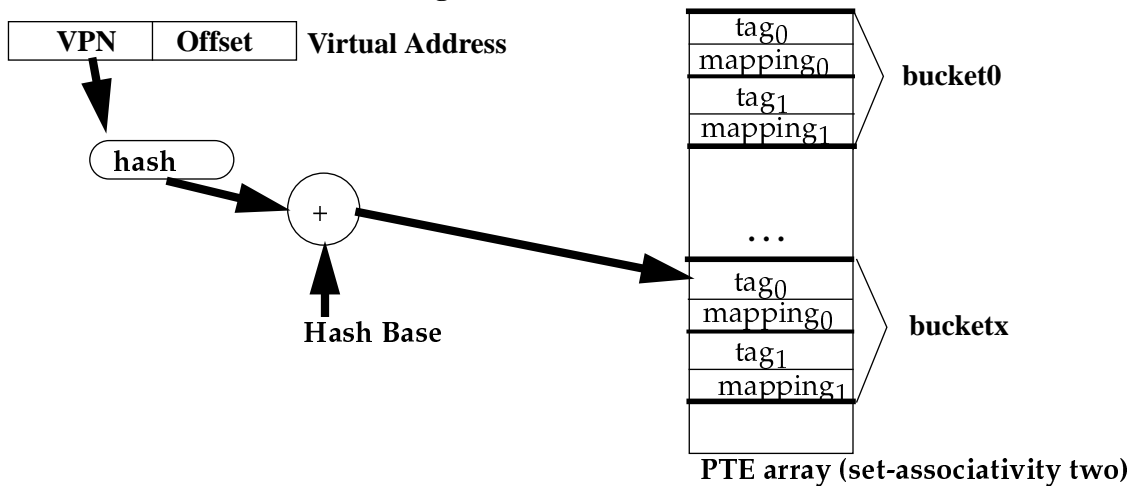 VPN Offset Virtual Address
hash
+
Hash Base
tag0
mapping0
tag1
mapping1
bucket0
...
tag0
mapping0
tag1
mapping1
bucketx
PTE array (set-associativity two)